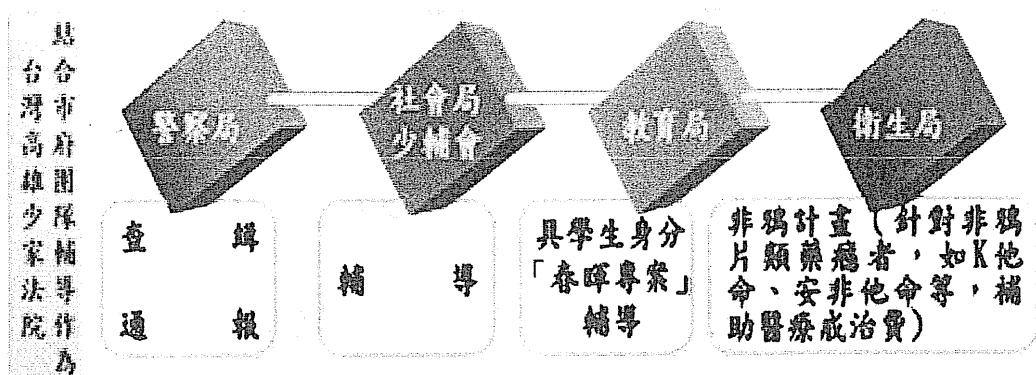 結合市府團隊輔導作為
台灣高雄少家法院
警察局
社會局
少輔會
教育局
衛生局
查緝
通報
輔導
具學生身分
「春暉專案」
輔導
非鴉計畫(針對非鴉
片類藥癮者,如K他
命、安非他命等,補
助醫療戒治費)